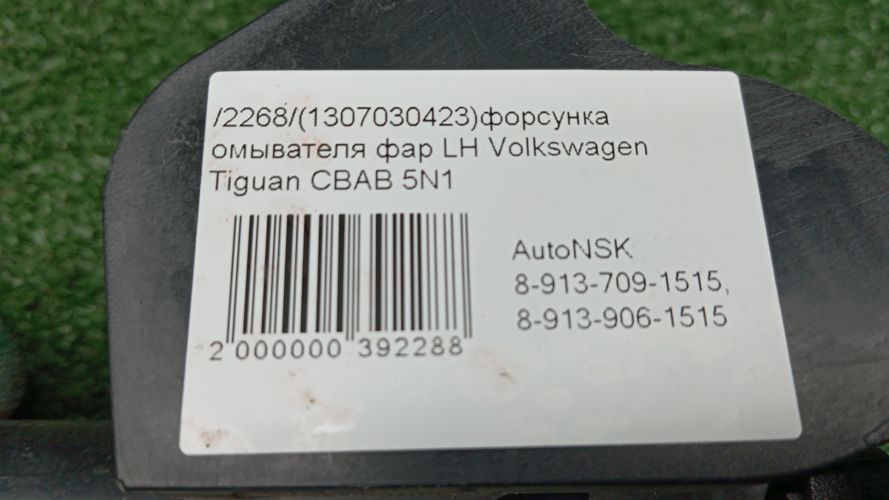 /2268/(1307030423)форсунка
омывателя фар LH Volkswagen
Tiguan CBAB 5N1
AutoNSK
8-913-709-1515,
8-913-906-1515
2 000000 392288